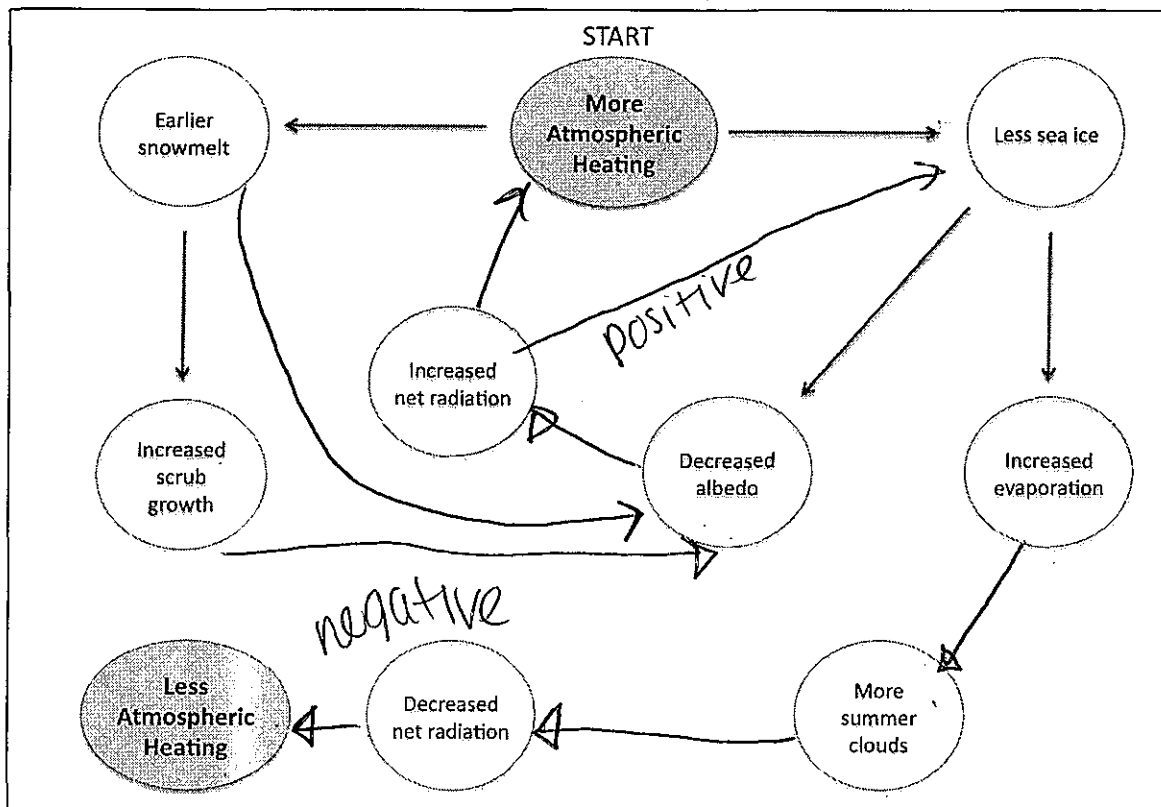 START
Earlier
snowmelt
More
Atmospheric
Heating
Less sea ice
positive
Increased
net radiation
Increased
scrub
growth
Decreased
albedo
Increased
evaporation
negative
Less
Atmospheric
Heating
Decreased
net radiation
More
summer
clouds